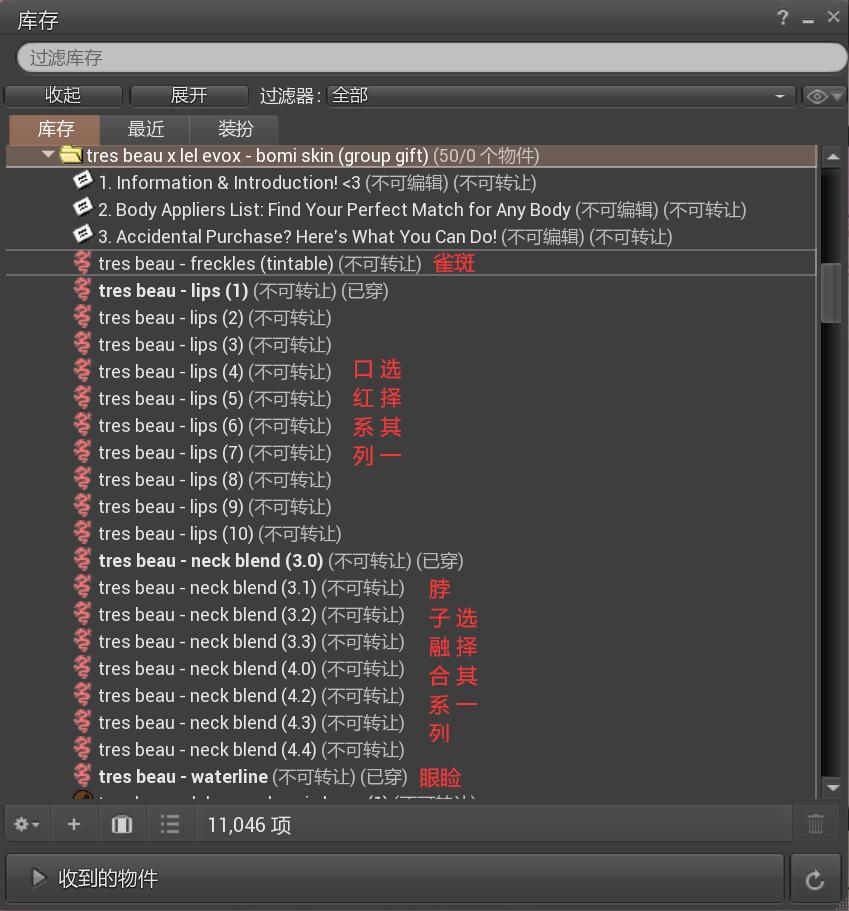 库存
? _ ×
过滤库存
收起 展开 过滤器: 全部
库存 最近 装扮
tres beau x lel evox - bomi skin (group gift) (50/0 个物件)
1. Information & Introduction! <3 (不可编辑) (不可转让)
2. Body Appliers List: Find Your Perfect Match for Any Body (不可编辑) (不可转让)
3. Accidental Purchase? Here's What You Can Do! (不可编辑) (不可转让)
tres beau - freckles (tintable) (不可转让) 雀斑
tres beau - lips (1) (不可转让) (已穿)
tres beau - lips (2) (不可转让)
tres beau - lips (3) (不可转让)
tres beau - lips (4) (不可转让) 口 选
tres beau - lips (5) (不可转让) 红 择
tres beau - lips (6) (不可转让) 系 其
tres beau - lips (7) (不可转让) 列 一
tres beau - lips (8) (不可转让)
tres beau - lips (9) (不可转让)
tres beau - lips (10) (不可转让)
tres beau - neck blend (3.0) (不可转让) (已穿)
tres beau - neck blend (3.1) (不可转让) 脖
tres beau - neck blend (3.2) (不可转让) 子 选
tres beau - neck blend (3.3) (不可转让) 融 择
tres beau - neck blend (4.0) (不可转让) 合 其
tres beau - neck blend (4.2) (不可转让) 系 一
tres beau - neck blend (4.3) (不可转让) 列
tres beau - neck blend (4.4) (不可转让)
tres beau - waterline (不可转让) (已穿) 眼睑
11,046 项
收到的物件